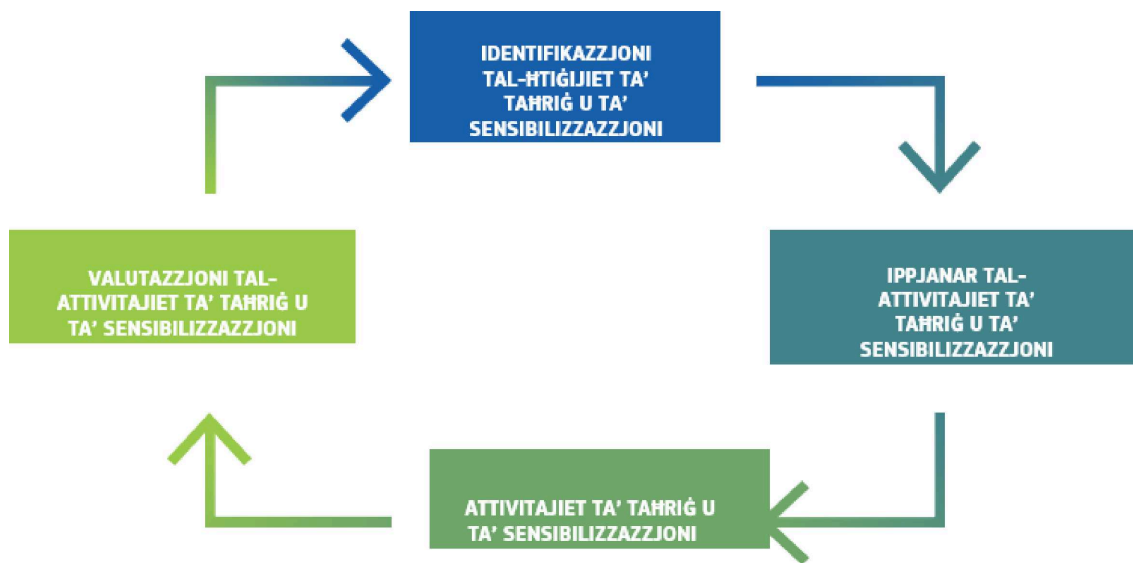 IDENTIFIKAZZJONI
TAL-ĦTIĠIJIET TA'
TAĦRIĠ U TA'
SENSIBILIZZAZZJONI
VALUTAZZJONI TAL-
ATTIVITAJIET TA' TAĦRIĠ U
TA' SENSIBILIZZAZZJONI
IPPJANAR TAL-
ATTIVITAJIET TA'
TAĦRIĠ U TA'
SENSIBILIZZAZZJONI
ATTIVITAJIET TA' TAĦRIĠ U
TA' SENSIBILIZZAZZJONI